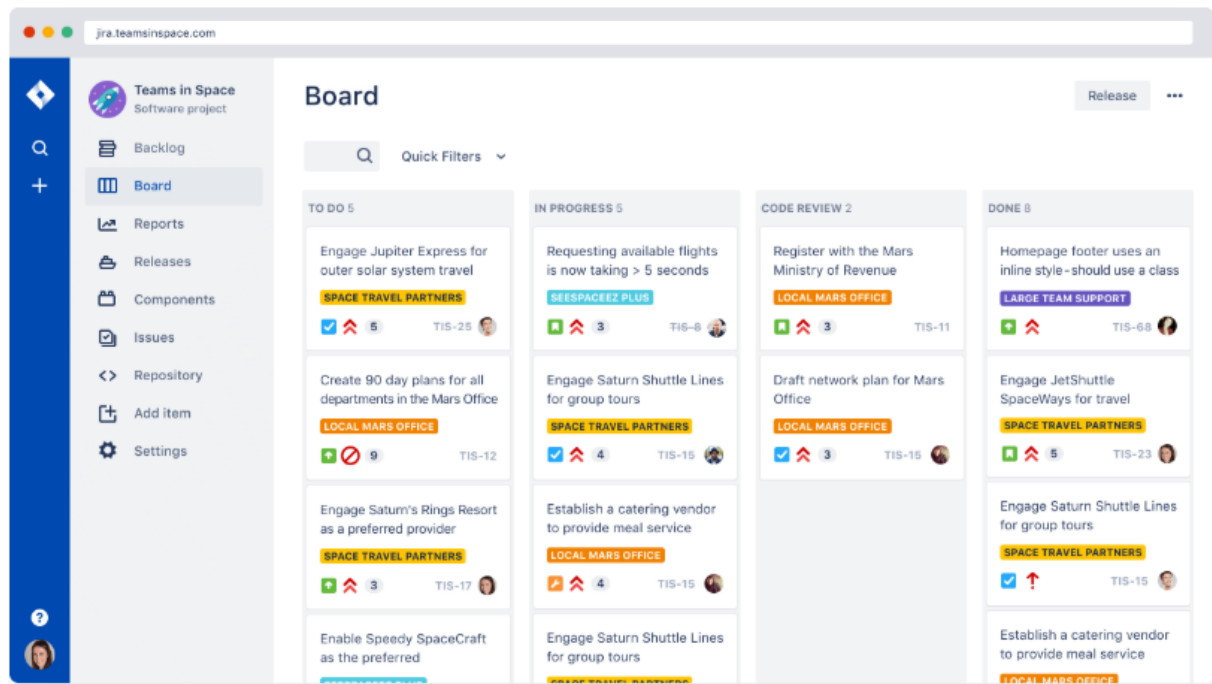 jira.teamsinspace.com
Teams in Space
Software project
Backlog
Board
Reports
Releases
Components
Issues
Repository
Add item
Settings
?
Board
Release
Quick Filters
TO DO 5
Engage Jupiter Express for
outer solar system travel
SPACE TRAVEL PARTNERS
5 TIS-25
Create 90 day plans for all
departments in the Mars Office
LOCAL MARS OFFICE
9 TIS-12
Engage Saturn's Rings Resort
as a preferred provider
SPACE TRAVEL PARTNERS
3 TIS-17
Enable Speedy SpaceCraft
as the preferred
SEESPACEEZ PLUS
IN PROGRESS 5
Requesting available flights
is now taking > 5 seconds
SEESPACEEZ PLUS
3 TIS-8
Engage Saturn Shuttle Lines
for group tours
SPACE TRAVEL PARTNERS
4 TIS-15
Establish a catering vendor
to provide meal service
LOCAL MARS OFFICE
4 TIS-15
Engage Saturn Shuttle Lines
for group tours
SPACE TRAVEL PARTNERS
CODE REVIEW 2
Register with the Mars
Ministry of Revenue
LOCAL MARS OFFICE
3 TIS-11
Draft network plan for Mars
Office
LOCAL MARS OFFICE
3 TIS-15
DONE 8
Homepage footer uses an
inline style - should use a class
LARGE TEAM SUPPORT
TIS-68
Engage JetShuttle
SpaceWays for travel
SPACE TRAVEL PARTNERS
5 TIS-23
Engage Saturn Shuttle Lines
for group tours
SPACE TRAVEL PARTNERS
TIS-15
Establish a catering vendor
to provide meal service
LOCAL MARS OFFICE